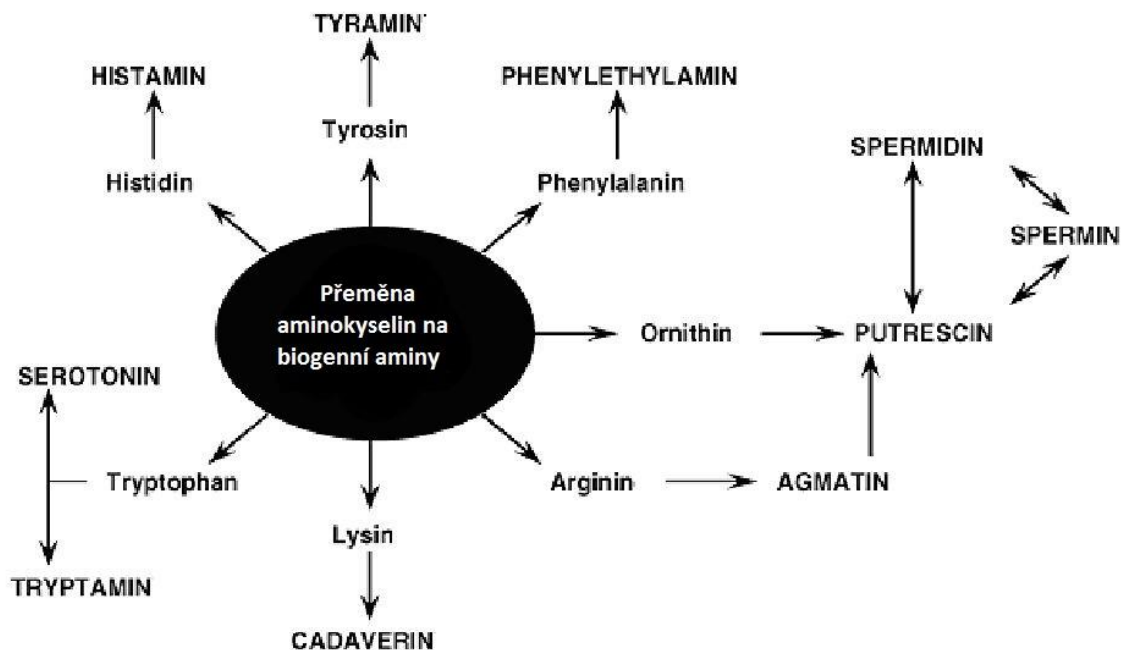 TYRAMIN
HISTAMIN
PHENYLETHYLAMIN
Tyrosin
SPERMIDIN
Histidin
Phenylalanin
SPERMIN
Přeměna
aminokyselin na
biogenní aminy
Ornithin
PUTRESCIN
SEROTONIN
Tryptophan
Arginin
AGMATIN
Lysin
TRYPTAMIN
CADAVERIN